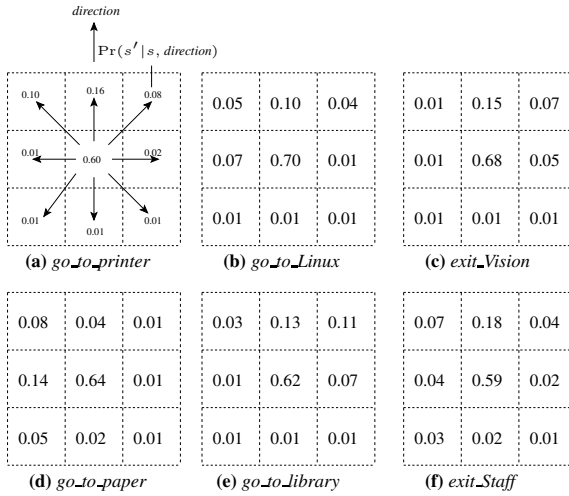 direction
Pr(s′|s, direction)
0.10 0.16 0.08
0.01 0.60 0.02
0.01 0.01 0.01
(a) go_to_printer
0.05 0.10 0.04
0.07 0.70 0.01
0.01 0.01 0.01
(b) go_to_Linux
0.01 0.15 0.07
0.01 0.68 0.05
0.01 0.01 0.01
(c) exit_Vision
0.08 0.04 0.01
0.14 0.64 0.01
0.05 0.02 0.01
(d) go_to_paper
0.03 0.13 0.11
0.01 0.62 0.07
0.01 0.01 0.01
(e) go_to_library
0.07 0.18 0.04
0.04 0.59 0.02
0.03 0.02 0.01
(f) exit_Staff